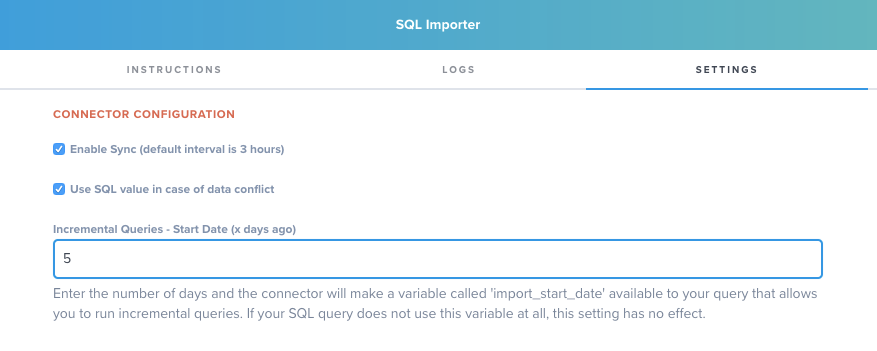 SQL Importer
INSTRUCTIONS
LOGS
SETTINGS
CONNECTOR CONFIGURATION
Enable Sync (default interval is 3 hours)
Use SQL value in case of data conflict
Incremental Queries - Start Date (x days ago)
5
Enter the number of days and the connector will make a variable called 'import_start_date' available to your query that allows
you to run incremental queries. If your SQL query does not use this variable at all, this setting has no effect.